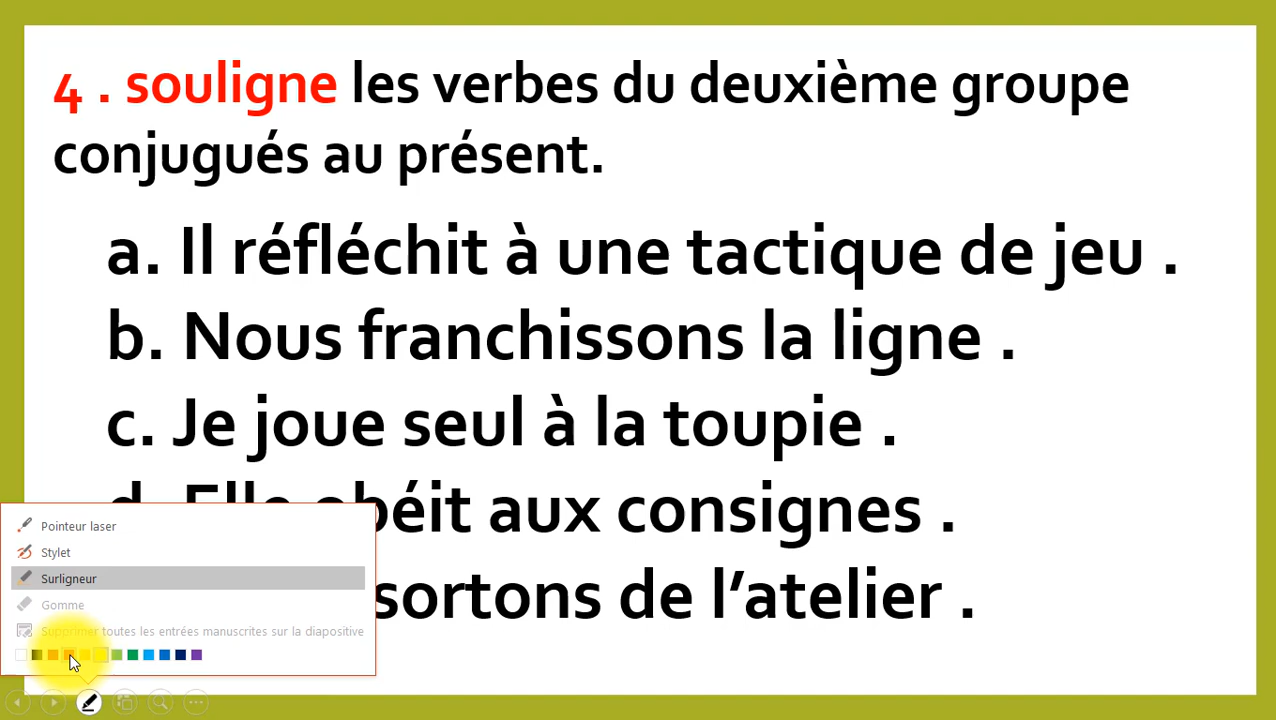 4 . souligne les verbes du deuxième groupe
conjugués au présent.
a. Il réfléchit à une tactique de jeu .
b. Nous franchissons la ligne .
c. Je joue seul à la toupie .
d. Elle obéit aux consignes .
sortons de l’atelier .
Pointeur laser
Stylet
Surligneur
Gomme
Supprimer toutes les entrées manuscrites sur la diapositive